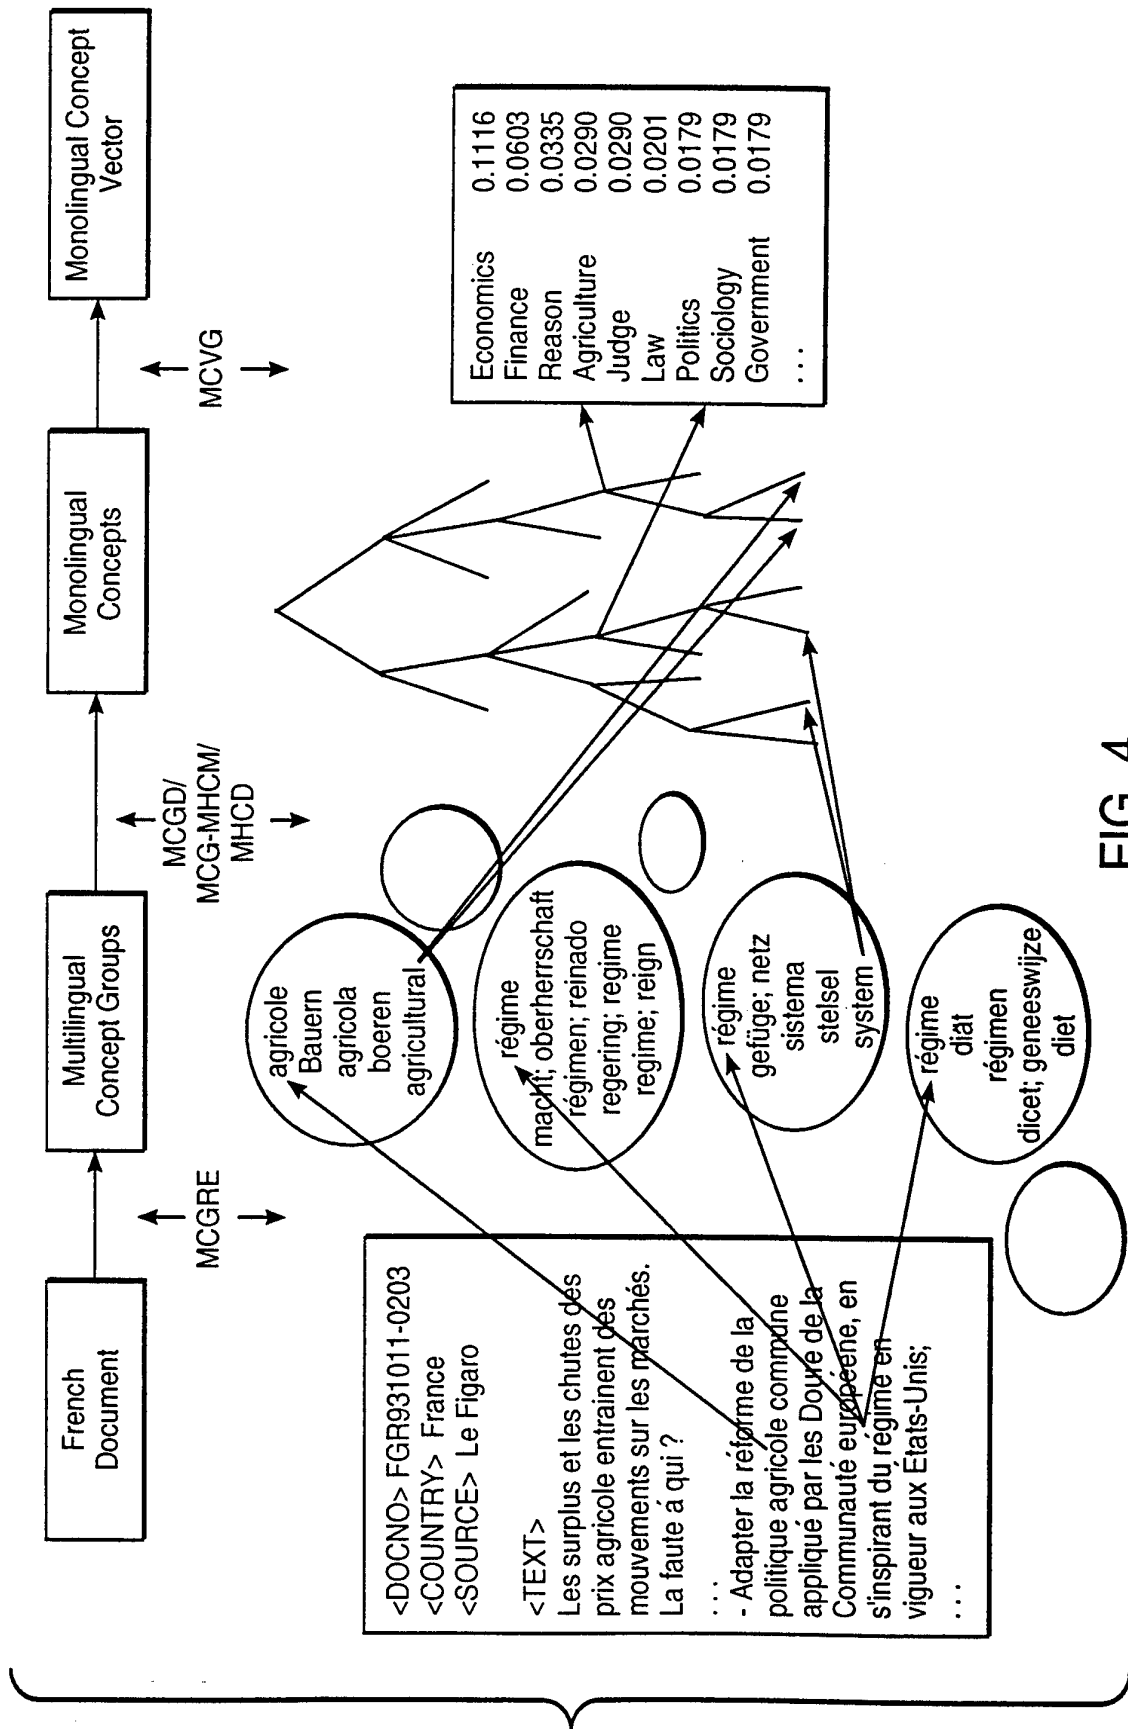 French
Document
Multilingual
Concept Groups
Monolingual
Concepts
Monolingual Concept
Vector
MCGRE
MCGD/
MCG-MHCM/
MHCD
MCVG
<DOCNO> FGR931011-0203
<COUNTRY> France
<SOURCE> Le Figaro
<TEXT>
Les surplus et les chutes des
prix agricole entrainent des
mouvements sur les marchés.
La faute á qui ?
. . .
- Adapter la réforme de la
politique agricole commune
appliqué par les Doure de la
Communauté européene, en
s'inspirant du régime en
vigueur aux Etats-Unis;
. . .
agricole
Bauern
agricola
boeren
agricultural
régime
macht; oberherrschaft
régimen; reinado
regering; regime
regime; reign
régime
gefüge; netz
sistema
stelsel
system
régime
diät
régimen
dicet; geneeswijze
diet
Economics 0.1116
Finance 0.0603
Reason 0.0335
Agriculture 0.0290
Judge 0.0290
Law 0.0201
Politics 0.0179
Sociology 0.0179
Government 0.0179
. . .
FIG. 4